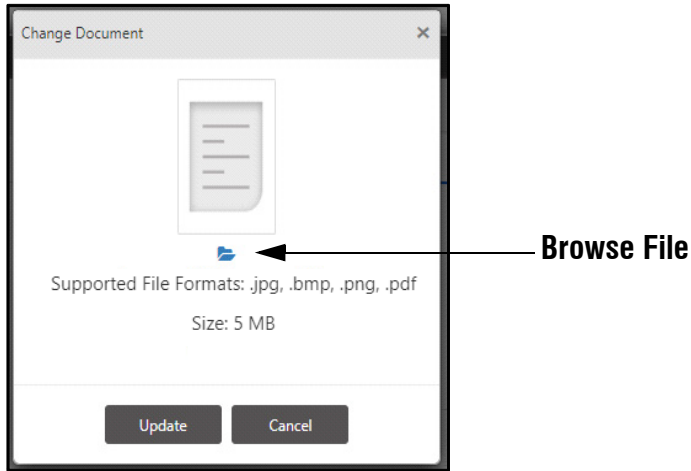 Change Document ×
Browse File
Supported File Formats: .jpg, .bmp, .png, .pdf
Size: 5 MB
Update Cancel